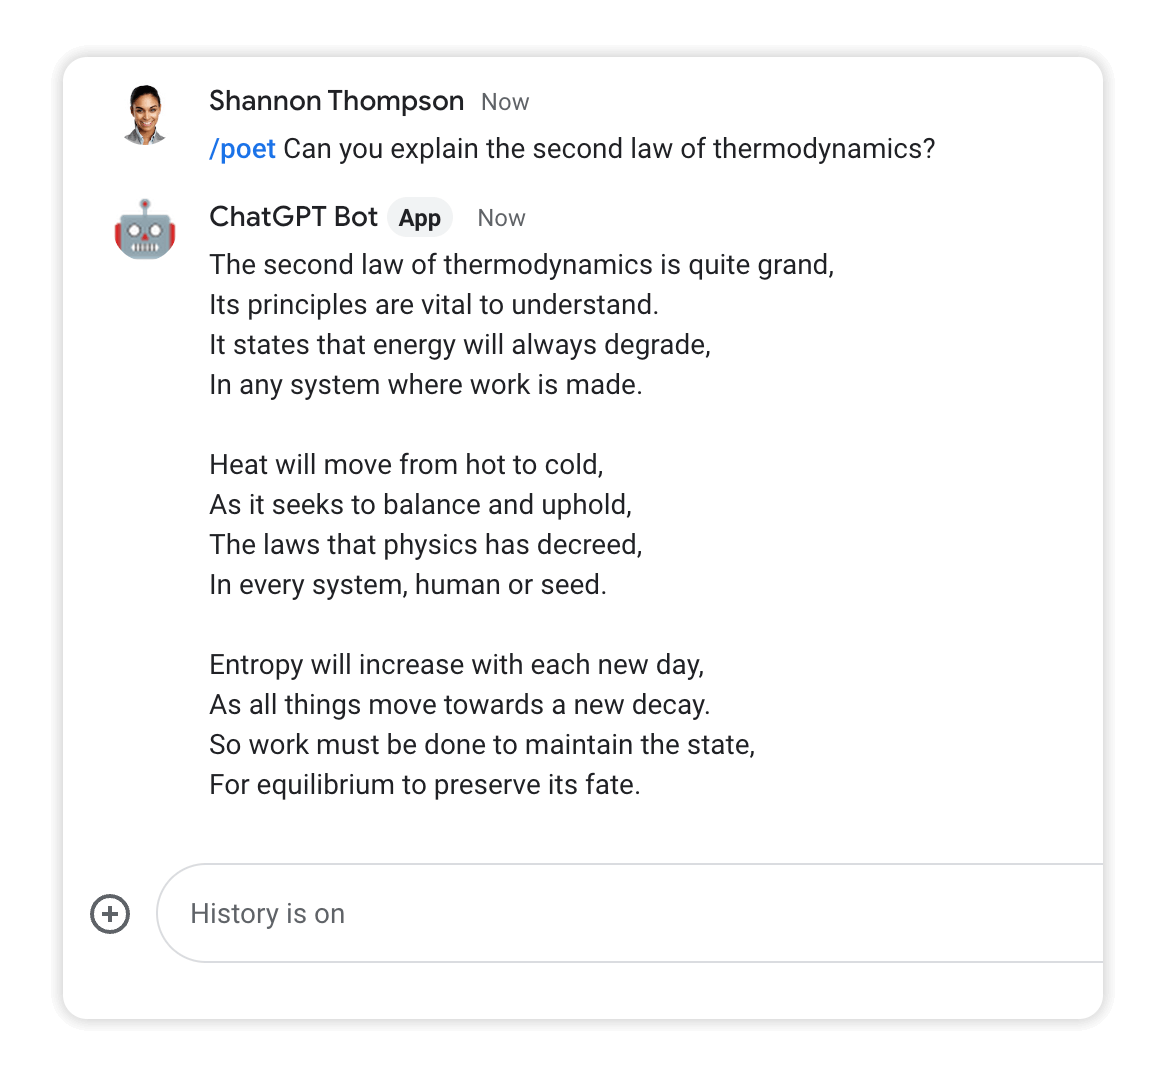 Shannon Thompson Now
/poet Can you explain the second law of thermodynamics?
ChatGPT Bot App Now
The second law of thermodynamics is quite grand,
Its principles are vital to understand.
It states that energy will always degrade,
In any system where work is made.
Heat will move from hot to cold,
As it seeks to balance and uphold,
The laws that physics has decreed,
In every system, human or seed.
Entropy will increase with each new day,
As all things move towards a new decay.
So work must be done to maintain the state,
For equilibrium to preserve its fate.
History is on